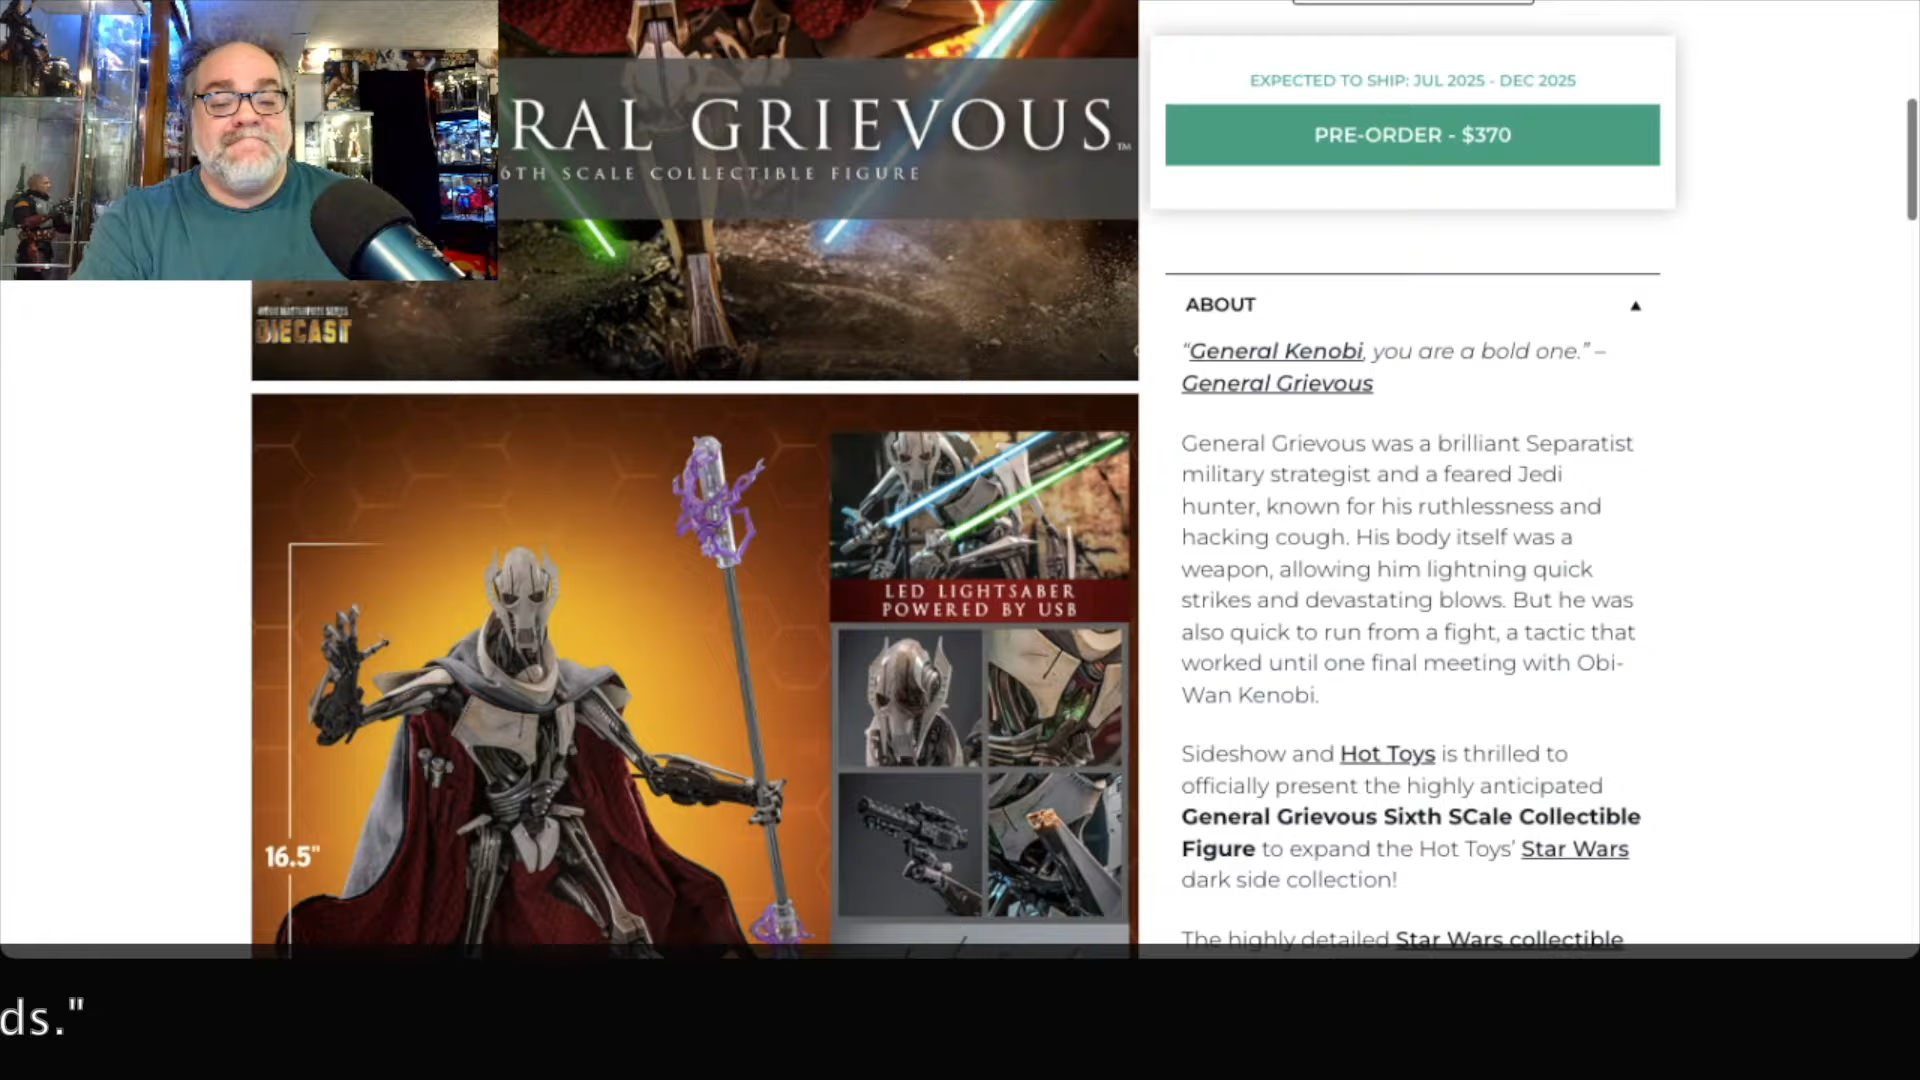 RAL GRIEVOUS™
6TH SCALE COLLECTIBLE FIGURE
MOVIE MASTERPIECE SERIES
DIECAST
LED LIGHTSABER
POWERED BY USB
16.5"
EXPECTED TO SHIP: JUL 2025 - DEC 2025
PRE-ORDER - $370
ABOUT
“General Kenobi, you are a bold one.” –
General Grievous
General Grievous was a brilliant Separatist
military strategist and a feared Jedi
hunter, known for his ruthlessness and
hacking cough. His body itself was a
weapon, allowing him lightning quick
strikes and devastating blows. But he was
also quick to run from a fight, a tactic that
worked until one final meeting with Obi-
Wan Kenobi.
Sideshow and Hot Toys is thrilled to
officially present the highly anticipated
General Grievous Sixth SCale Collectible
Figure to expand the Hot Toys’ Star Wars
dark side collection!
The highly detailed Star Wars collectible
ds."